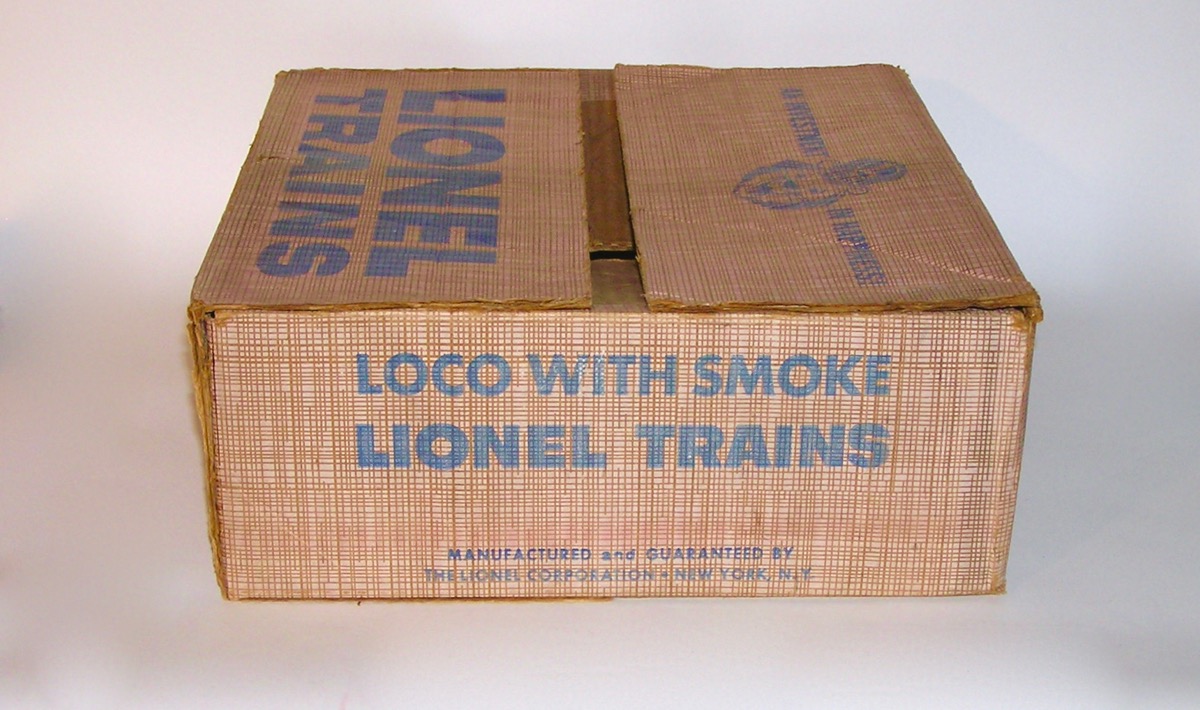 LIONEL
TRAINS
LOCO WITH SMOKE
LIONEL TRAINS
MANUFACTURED and GUARANTEED BY
THE LIONEL CORPORATION • NEW YORK, N.Y.